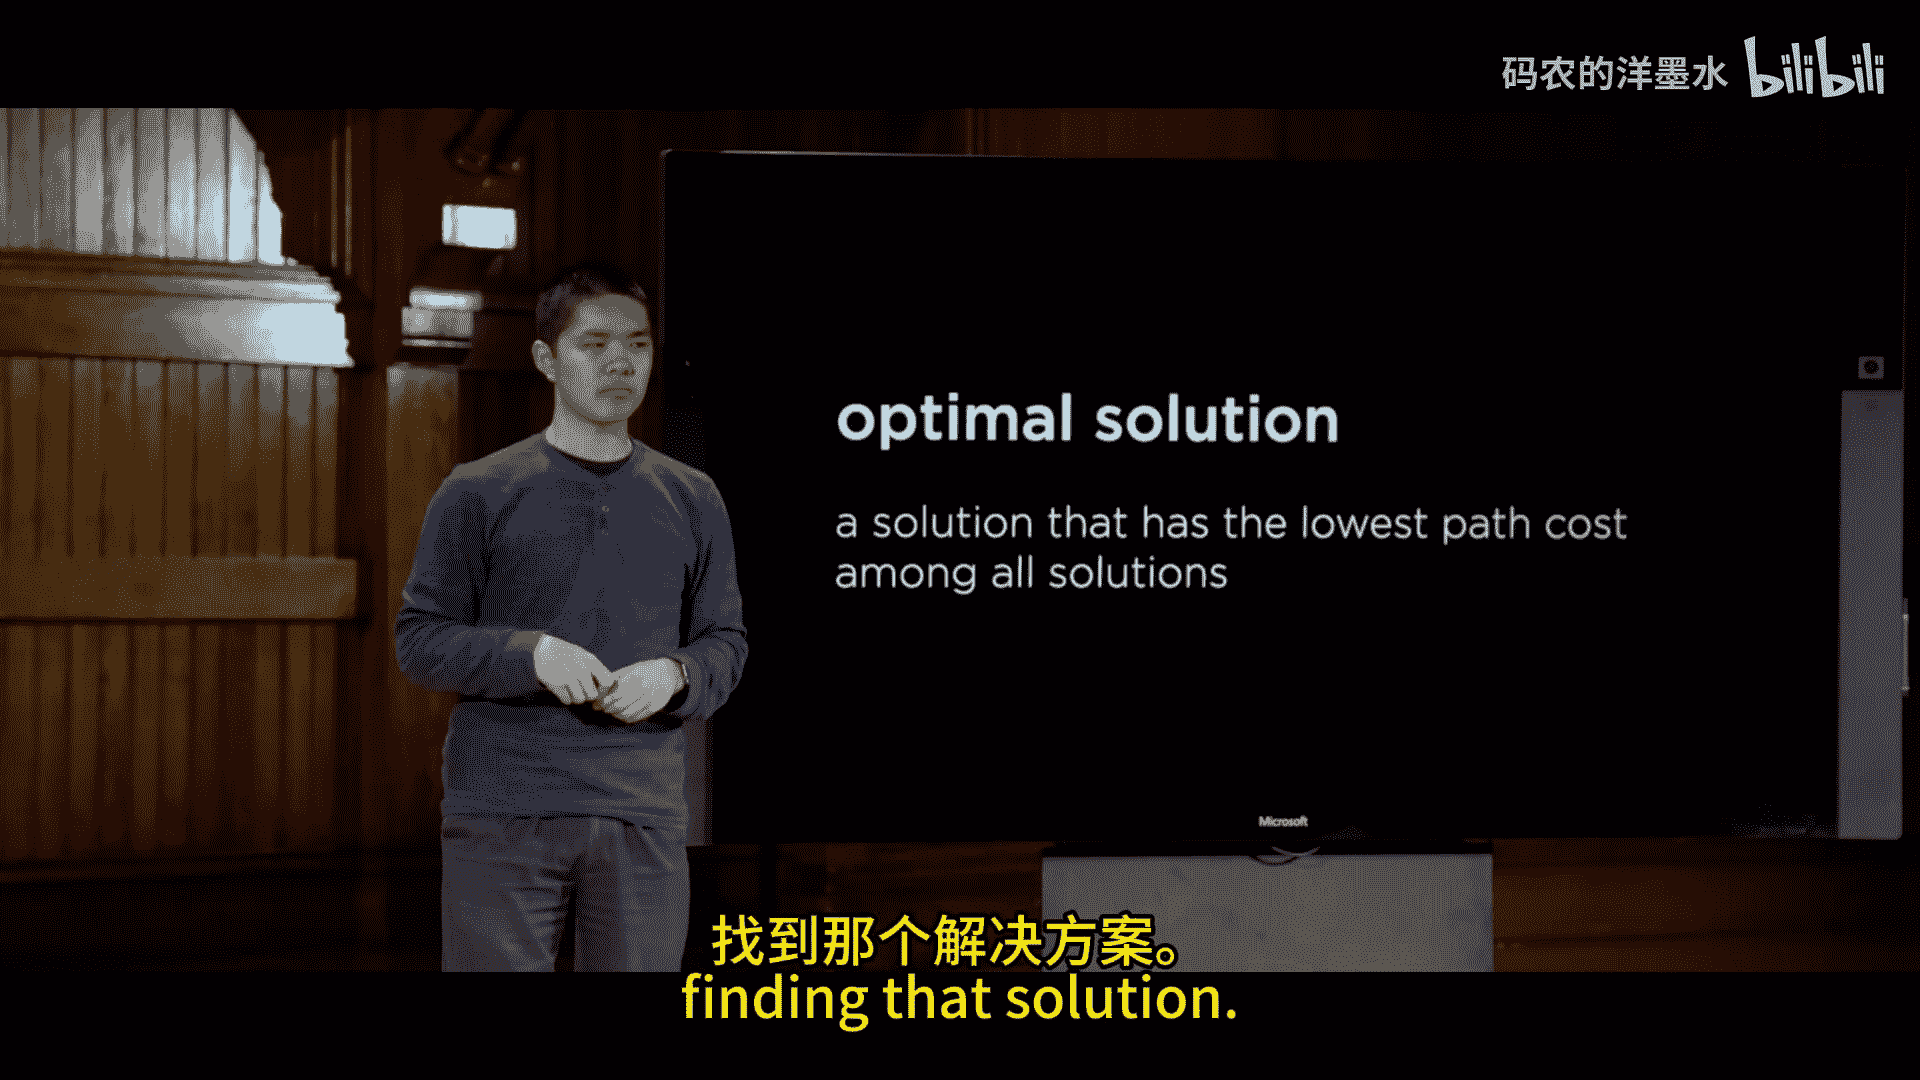 码农的洋墨水 bilibili
optimal solution
a solution that has the lowest path cost
among all solutions
Microsoft
找到那个解决方案。
finding that solution.